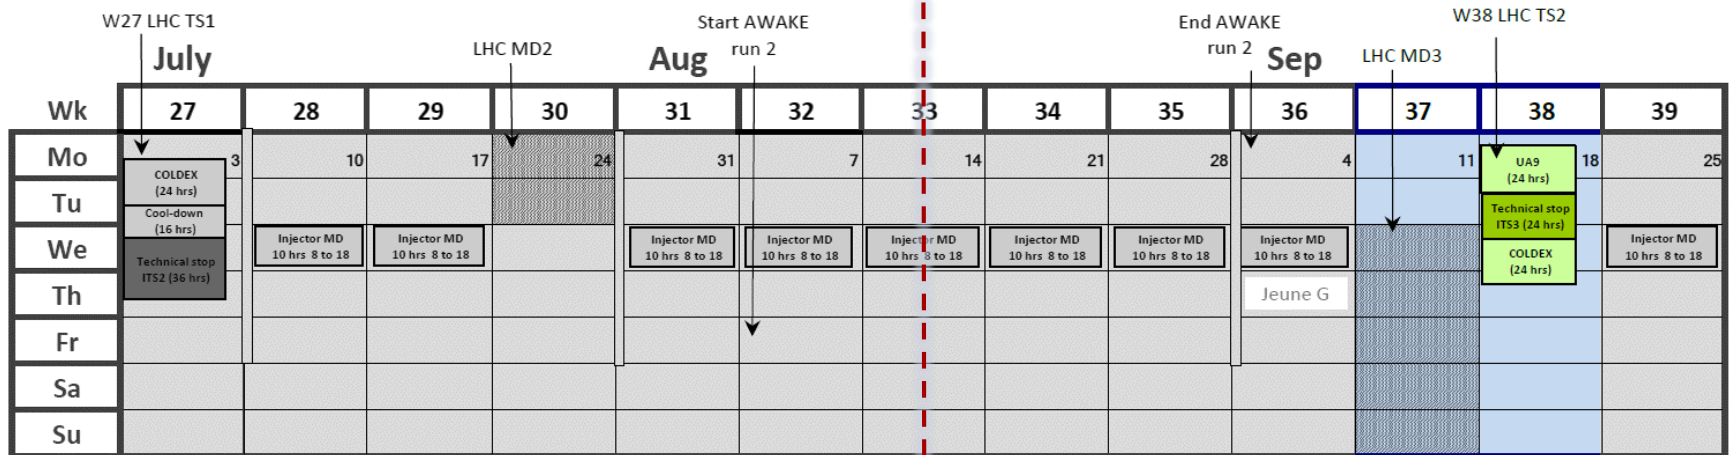 W27 LHC TS1
Start AWAKE
run 2
End AWAKE
run 2
W38 LHC TS2
LHC MD2
LHC MD3
July
Aug
Sep
Wk 27 28 29 30 31 32 33 34 35 36 37 38 39
Mo 3 10 17 24 31 7 14 21 28 4 11 18 25
COLDEX
(24 hrs)
UA9
(24 hrs)
Tu
Cool-down
(16 hrs)
Technical stop
ITS3 (24 hrs)
We
Technical stop
ITS2 (36 hrs)
Injector MD
10 hrs 8 to 18
Injector MD
10 hrs 8 to 18
Injector MD
10 hrs 8 to 18
Injector MD
10 hrs 8 to 18
Injector MD
10 hrs 8 to 18
Injector MD
10 hrs 8 to 18
Injector MD
10 hrs 8 to 18
Injector MD
10 hrs 8 to 18
COLDEX
(24 hrs)
Injector MD
10 hrs 8 to 18
Th
Jeune G
Fr
Sa
Su